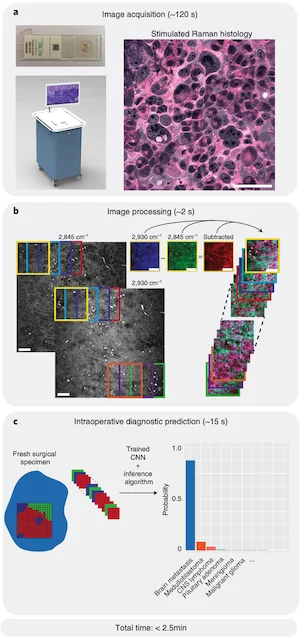 a
Image acquisition (~120 s)
Stimulated Raman histology
b
Image processing (~2 s)
2,845 cm⁻¹
2,930 cm⁻¹
2,845 cm⁻¹
Subtracted
2,930 cm⁻¹
c
Intraoperative diagnostic prediction (~15 s)
Fresh surgical
specimen
Trained
CNN
+
inference
algorithm
Probability
1.0
0.5
0
Brain metastasis
Medulloblastoma
CNS lymphoma
Pituitary adenoma
Meningioma
Malignant glioma
...
Total time: < 2.5min